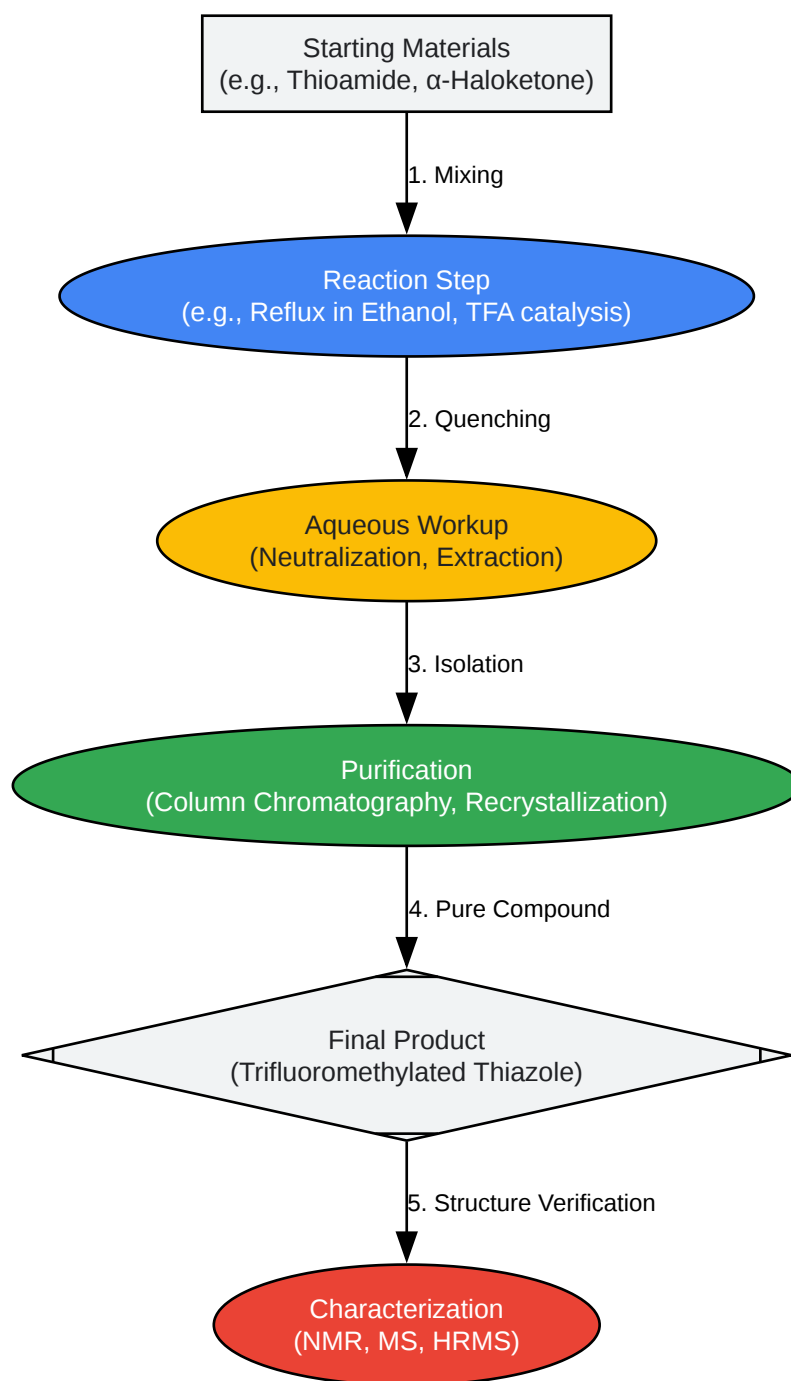 Starting Materials
(e.g., Thioamide, α-Haloketone)
1. Mixing
Reaction Step
(e.g., Reflux in Ethanol, TFA catalysis)
2. Quenching
Aqueous Workup
(Neutralization, Extraction)
3. Isolation
Purification
(Column Chromatography, Recrystallization)
4. Pure Compound
Final Product
(Trifluoromethylated Thiazole)
5. Structure Verification
Characterization
(NMR, MS, HRMS)